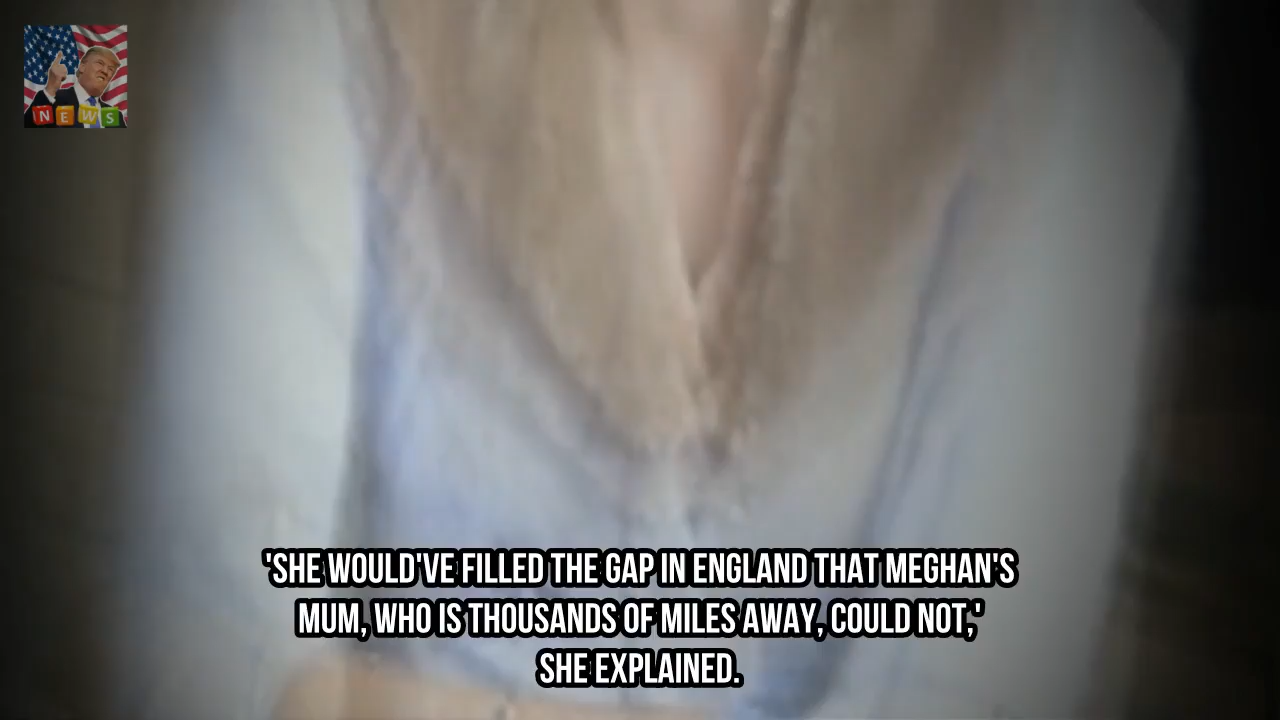 NEWS
'SHE WOULD'VE FILLED THE GAP IN ENGLAND THAT MEGHAN'S
MUM, WHO IS THOUSANDS OF MILES AWAY, COULD NOT,'
SHE EXPLAINED.